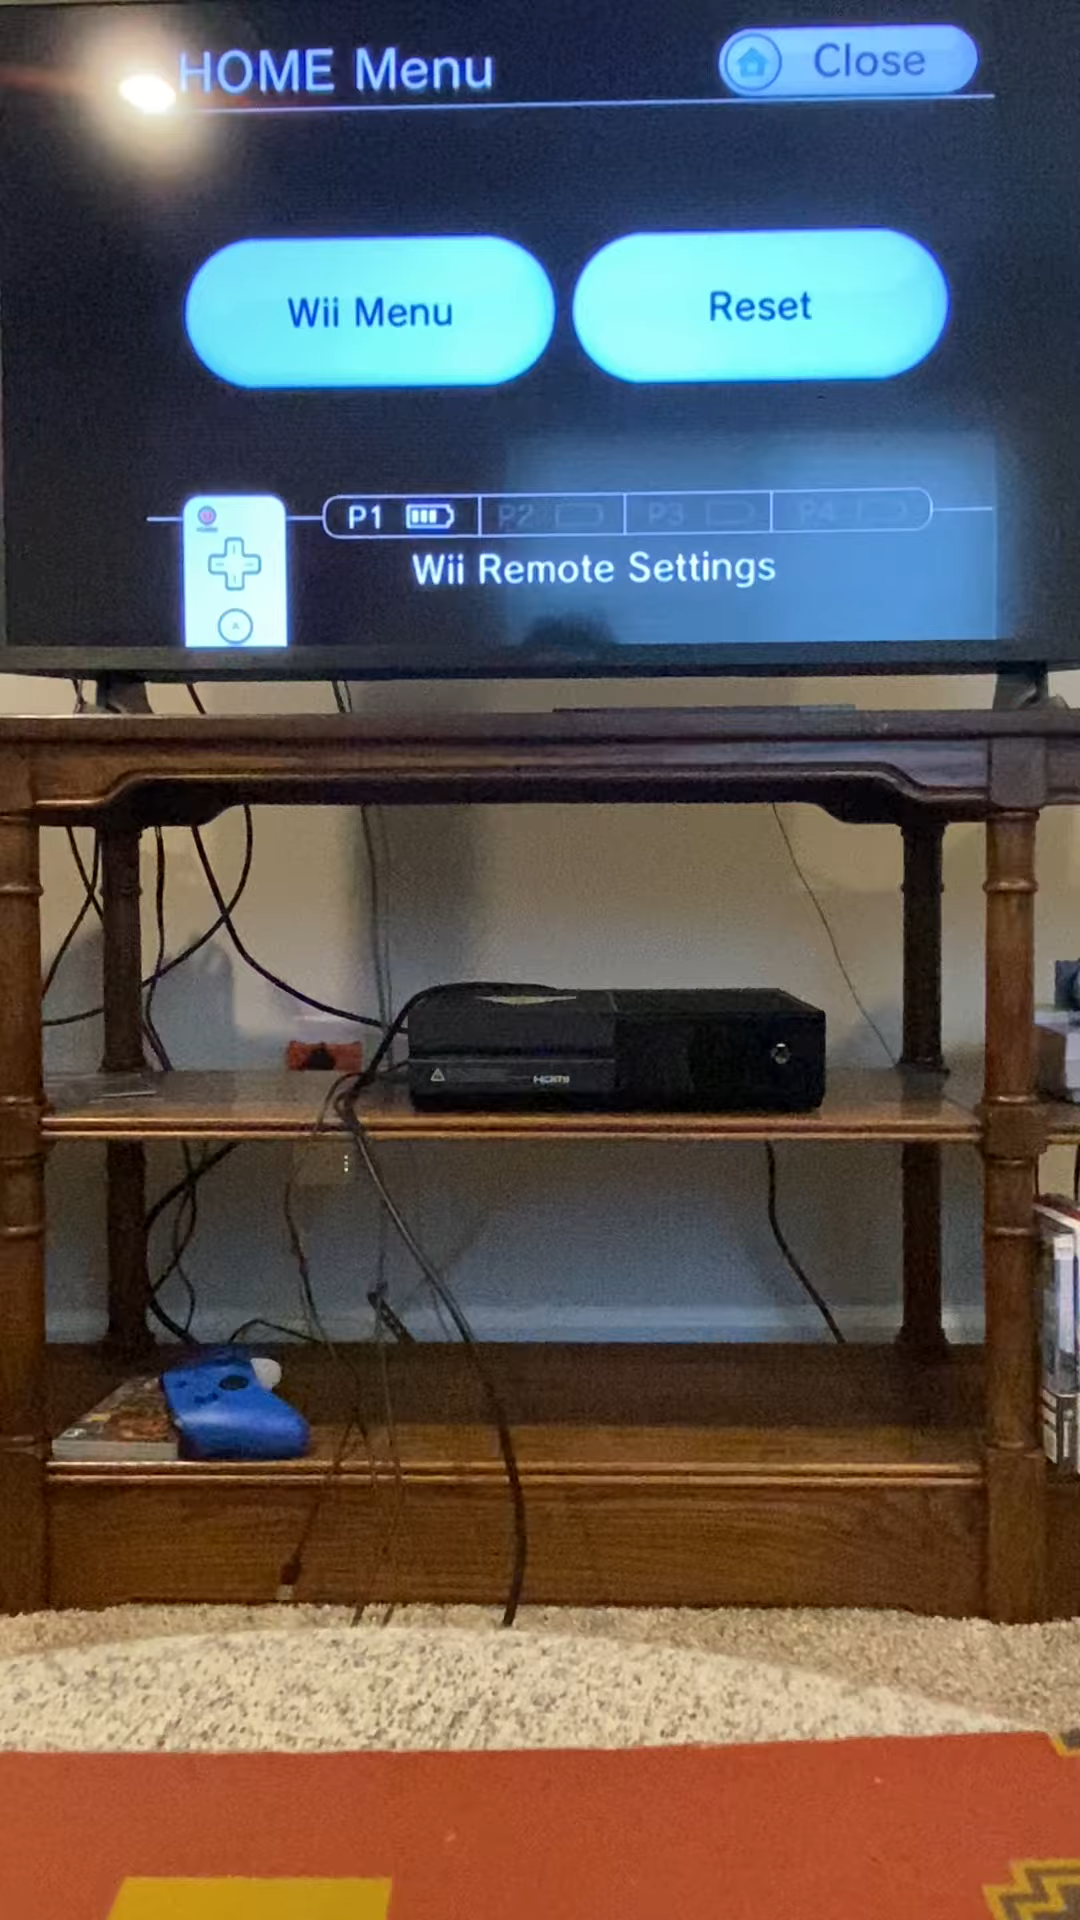 HOME Menu
Close
Wii Menu
Reset
P1
P2
P3
P4
Wii Remote Settings
HDMI